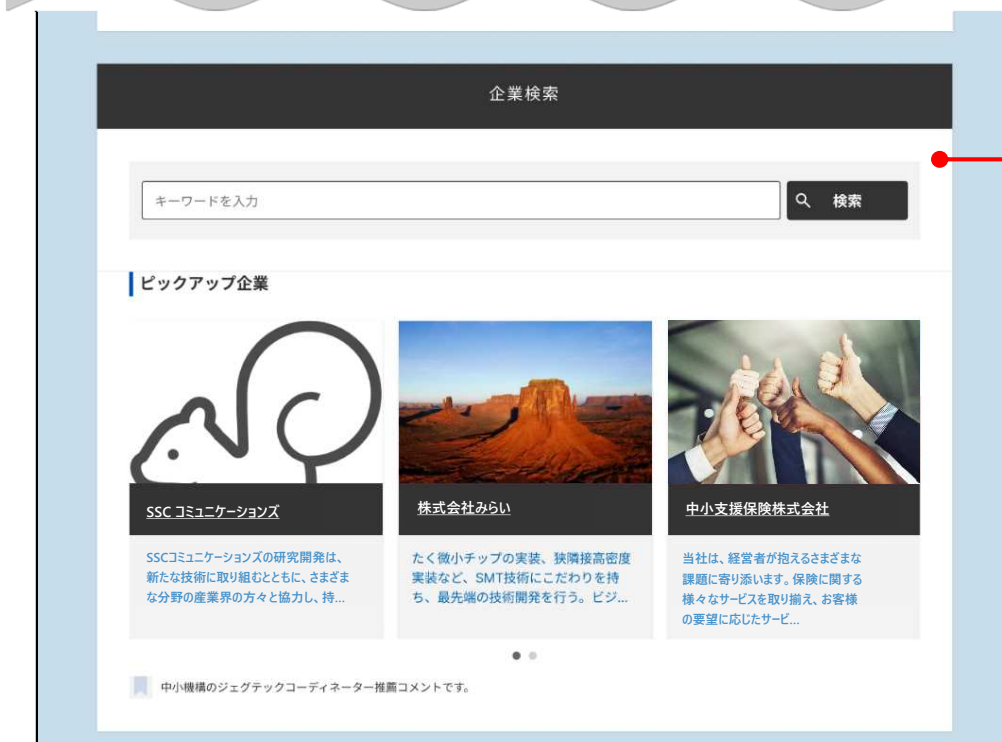 企業検索
キーワードを入力
検索
ピックアップ企業
SSC コミュニケーションズ
SSCコミュニケーションズの研究開発は、
新たな技術に取り組むとともに、さまざま
な分野の産業界の方々と協力し、持...
株式会社みらい
たく微小チップの実装、狭隣接高密度
実装など、SMT技術にこだわりを持
ち、最先端の技術開発を行う。ビジ...
中小支援保険株式会社
当社は、経営者が抱えるさまざまな
課題に寄り添います。保険に関する
様々なサービスを取り揃え、お客様
の要望に応じたサービ...
中小機構のジェグテックコーディネーター推薦コメントです。